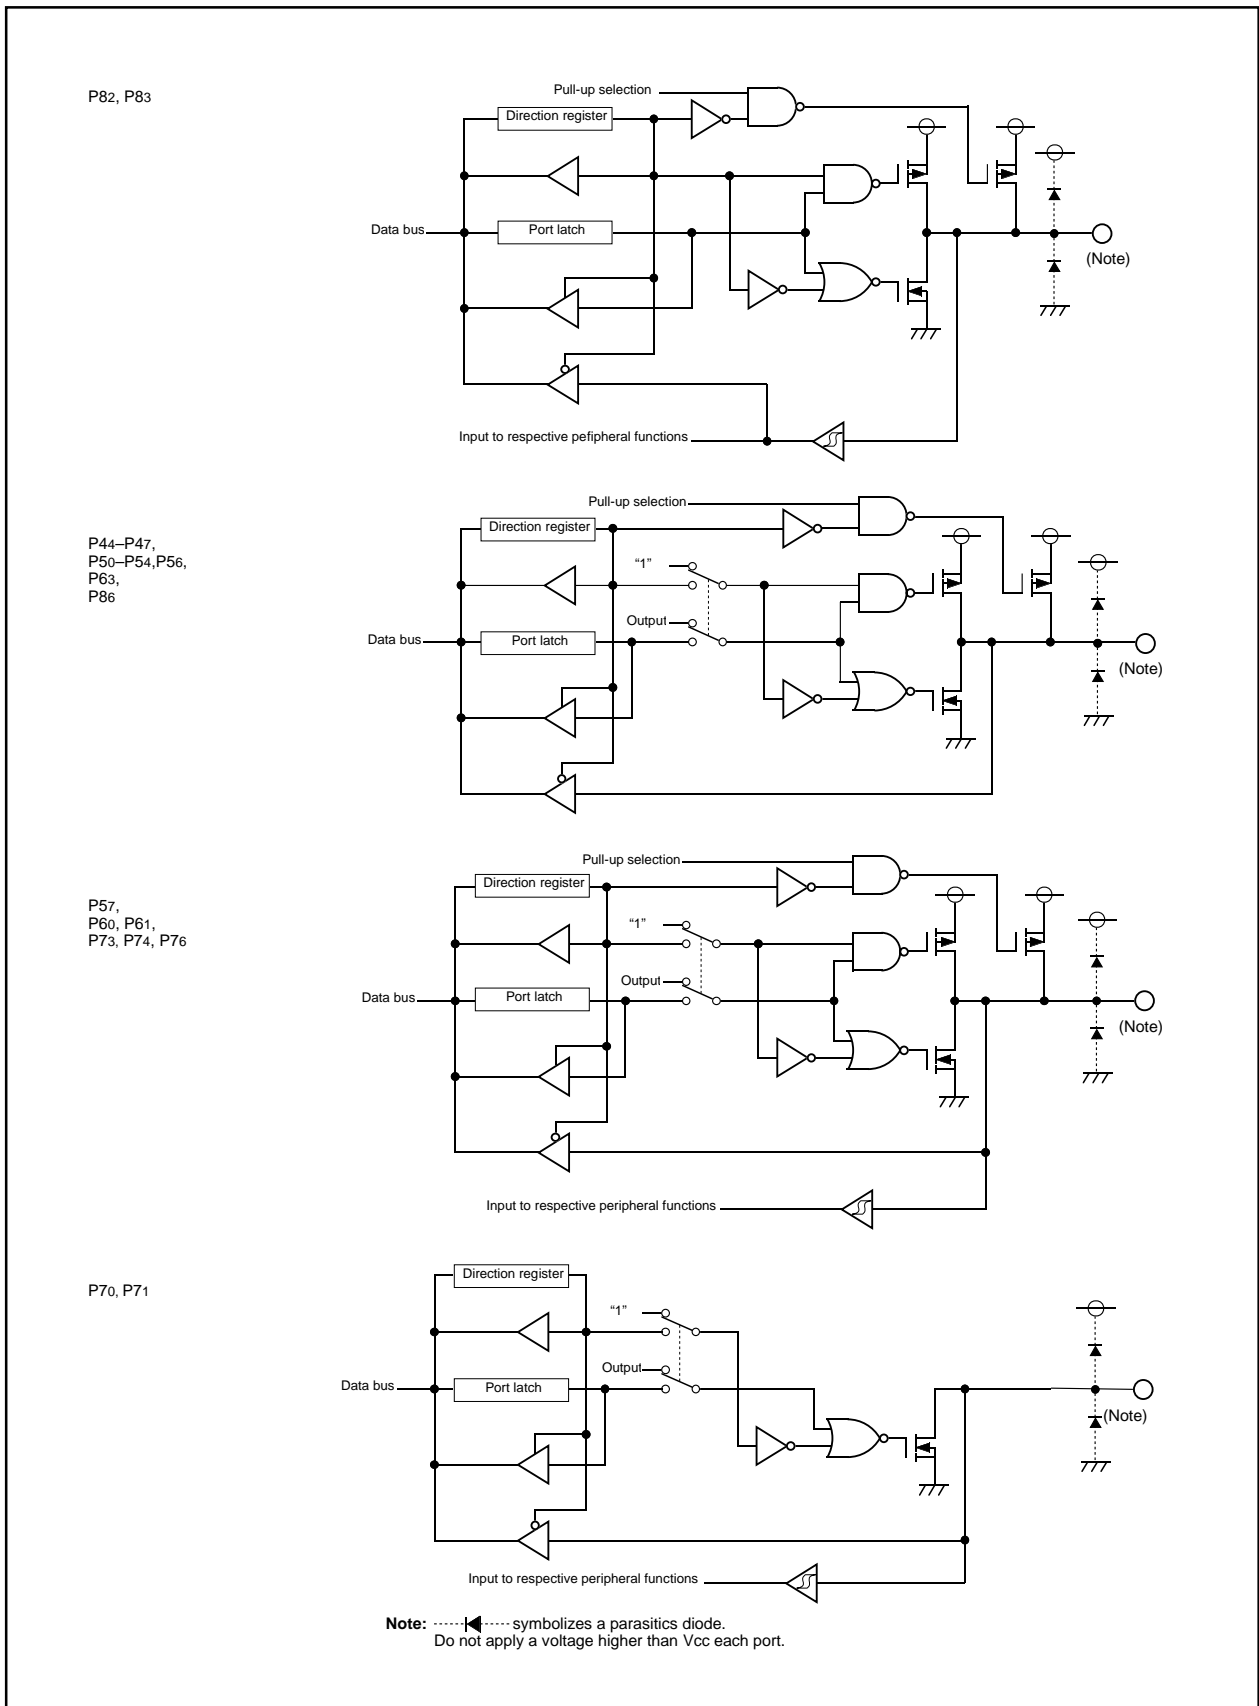 P82, P83
Pull-up selection
Direction register
Data bus
Port latch
(Note)
Input to respective pefipheral functions
P44–P47,
P50–P54,P56,
P63,
P86
Pull-up selection
Direction register
“1”
Output
Data bus
Port latch
(Note)
P57,
P60, P61,
P73, P74, P76
Pull-up selection
Direction register
“1”
Output
Data bus
Port latch
(Note)
Input to respective peripheral functions
P70, P71
Direction register
“1”
Output
Data bus
Port latch
(Note)
Input to respective peripheral functions
Note: symbolizes a parasitics diode.
Do not apply a voltage higher than Vcc each port.